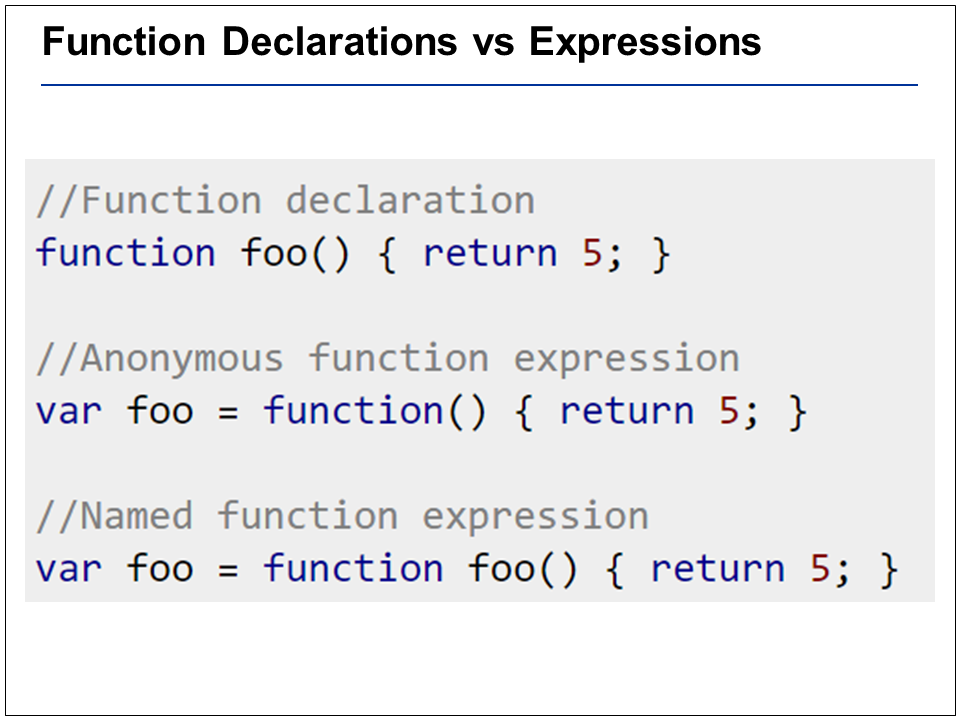 Function Declarations vs Expressions
//Function declaration
function foo() { return 5; }
//Anonymous function expression
var foo = function() { return 5; }
//Named function expression
var foo = function foo() { return 5; }